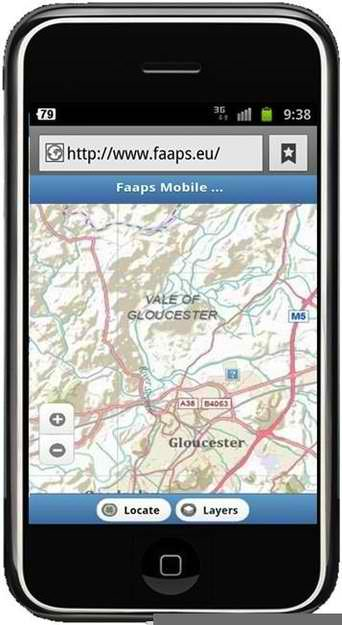 79
3G
9:38
http://www.faaps.eu/
Faaps Mobile ...
VALE OF
GLOUCESTER
M5
A38 B4063
Gloucester
Locate Layers